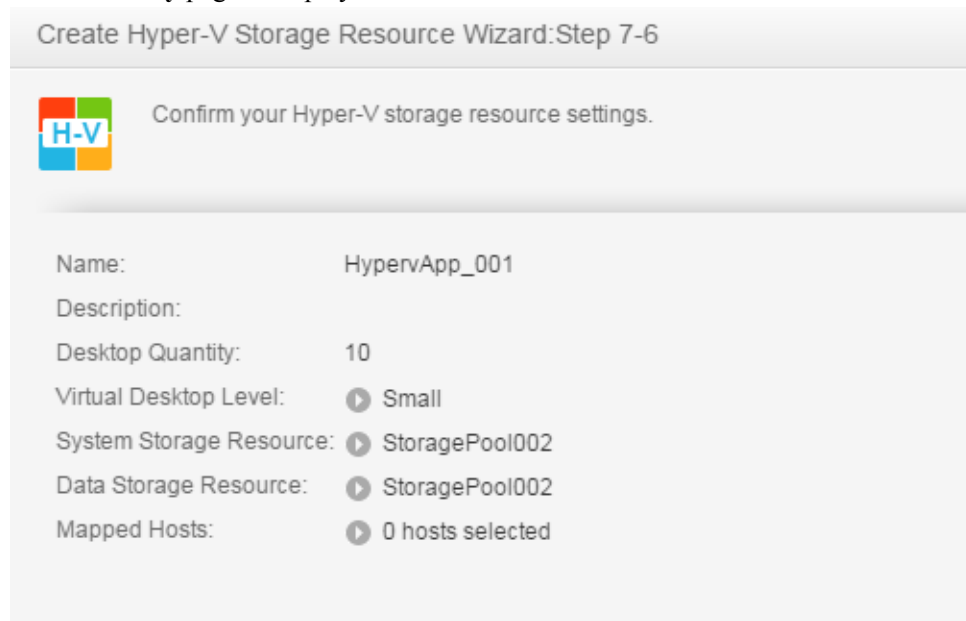 Create Hyper-V Storage Resource Wizard:Step 7-6
H-V
Confirm your Hyper-V storage resource settings.
Name: HypervApp_001
Description:
Desktop Quantity: 10
Virtual Desktop Level: Small
System Storage Resource: StoragePool002
Data Storage Resource: StoragePool002
Mapped Hosts: 0 hosts selected